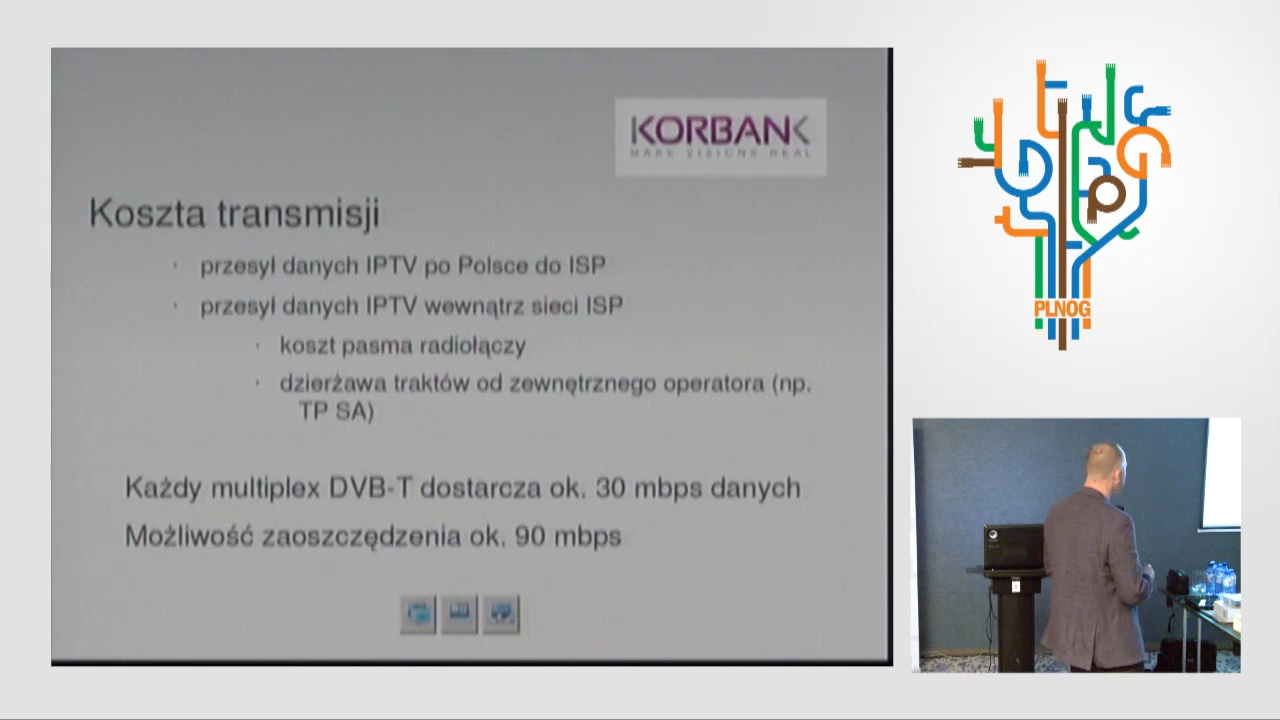 KORBANK
MAKE VISIONS REAL
Koszta transmisji
· przesył danych IPTV po Polsce do ISP
· przesył danych IPTV wewnątrz sieci ISP
· koszt pasma radiołączy
· dzierżawa traktów od zewnętrznego operatora (np.
TP SA)
Każdy multiplex DVB-T dostarcza ok. 30 mbps danych
Możliwość zaoszczędzenia ok. 90 mbps
PLNOG